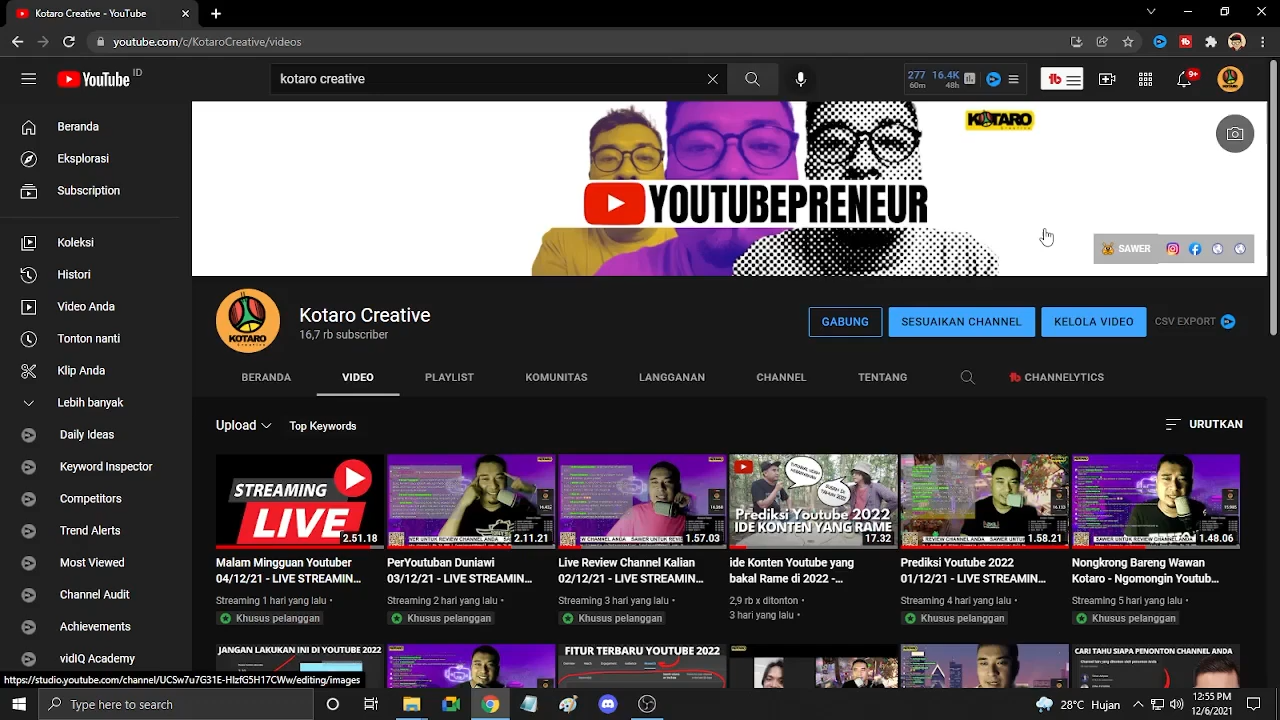 Kotaro Creative - YouTube
youtube.com/c/KotaroCreative/videos
YouTube ID
kotaro creative
277 16.4K
60m 48h
9+
Beranda
Eksplorasi
Subscription
Koleksi
Histori
Video Anda
Tonton nanti
Klip Anda
Lebih banyak
Daily Ideas
Keyword Inspector
Competitors
Trend Alerts
Most Viewed
Channel Audit
Achievements
vidIQ Academy
KOTARO
Creative
YOUTUBEPRENEUR
SAWER
KOTARO
Kotaro Creative
16,7 rb subscriber
GABUNG
SESUAIKAN CHANNEL
KELOLA VIDEO
CSV EXPORT
BERANDA
VIDEO
PLAYLIST
KOMUNITAS
LANGGANAN
CHANNEL
TENTANG
CHANNELYTICS
Upload
Top Keywords
URUTKAN
STREAMING
LIVE
2.51.18
Malam Mingguan Youtuber
04/12/21 - LIVE STREAMIN...
Streaming 1 hari yang lalu •
Khusus pelanggan
2.11.21
PerYoutuban Duniawi
03/12/21 - LIVE STREAMIN...
Streaming 2 hari yang lalu •
Khusus pelanggan
1.57.03
Live Review Channel Kalian
02/12/21 - LIVE STREAMIN...
Streaming 3 hari yang lalu •
Khusus pelanggan
Prediksi Youtube 2022
IDE KONTEN YANG RAME
17.32
ide Konten Youtube yang
bakal Rame di 2022 -...
2,9 rb x ditonton •
3 hari yang lalu •
1.58.21
Prediksi Youtube 2022
01/12/21 - LIVE STREAMIN...
Streaming 4 hari yang lalu •
Khusus pelanggan
1.48.06
Nongkrong Bareng Wawan
Kotaro - Ngomongin Youtub...
Streaming 5 hari yang lalu •
Khusus pelanggan
JANGAN LAKUKAN INI DI YOUTUBE 2022
FITUR TERBARU YOUTUBE 2022
CARI TAHU SIAPA PENONTON CHANNEL ANDA
https://studio.youtube.com/channel/UCSw7u7G31E-HlzfG5H17CWw/editing/images
Type here to search
28°C Hujan
12:55 PM
12/6/2021